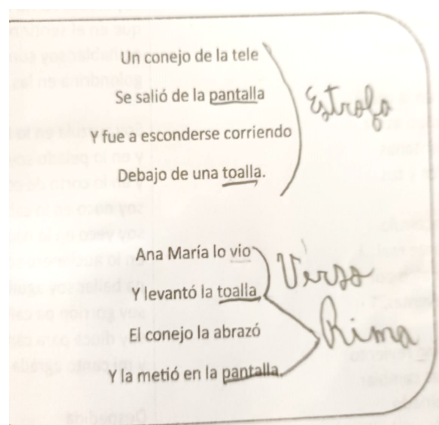 Un conejo de la tele
Se salió de la pantalla
Estrofa
Y fue a esconderse corriendo
Debajo de una toalla.
Ana María lo vio
Verso
Y levantó la toalla
El conejo la abrazó
Rima
Y la metió en la pantalla.